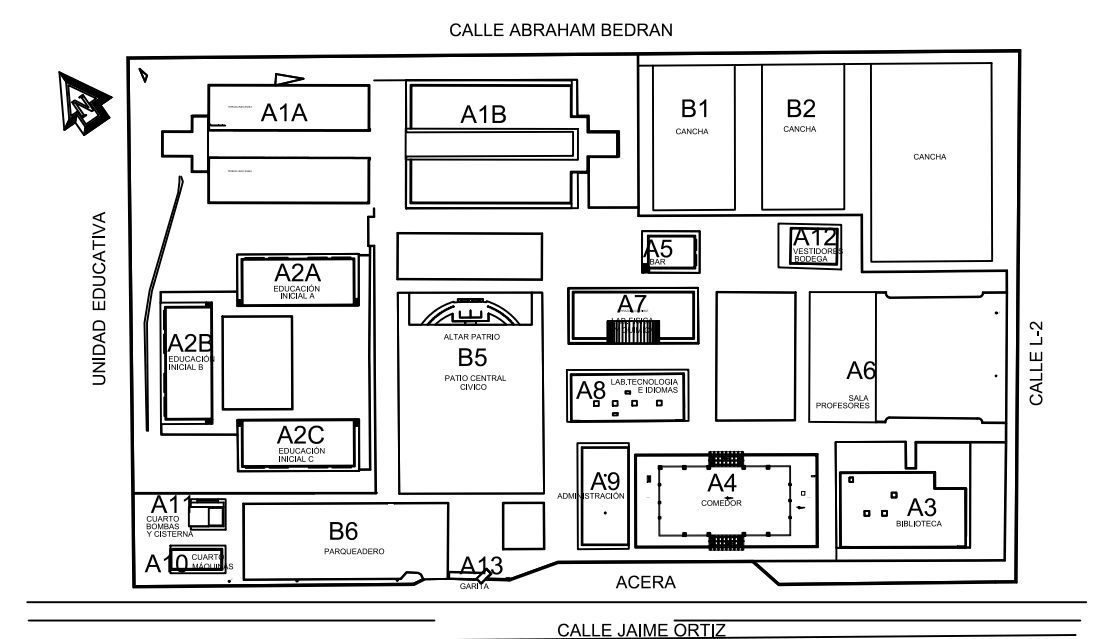 CALLE ABRAHAM BEDRAN
N
A1A
A1B
B1
CANCHA
B2
CANCHA
CANCHA
UNIDAD EDUCATIVA
A5
BAR
A12
VESTIDORES
BODEGA
A2A
EDUCACIÓN
INICIAL A
A2B
EDUCACIÓN
INICIAL B
A2C
EDUCACIÓN
INICIAL C
ALTAR PATRIO
B5
PATIO CENTRAL
CIVICO
A7
LAB.FISICA
A8
LAB.TECNOLOGIA
E IDIOMAS
A6
SALA
PROFESORES
CALLE L-2
A9
ADMINISTRACIÓN
A4
COMEDOR
A3
BIBLIOTECA
A11
CUARTO
BOMBAS
Y CISTERNA
A10
CUARTO
MÁQUINAS
B6
PARQUEADERO
A13
GARITA
ACERA
CALLE JAIME ORTIZ